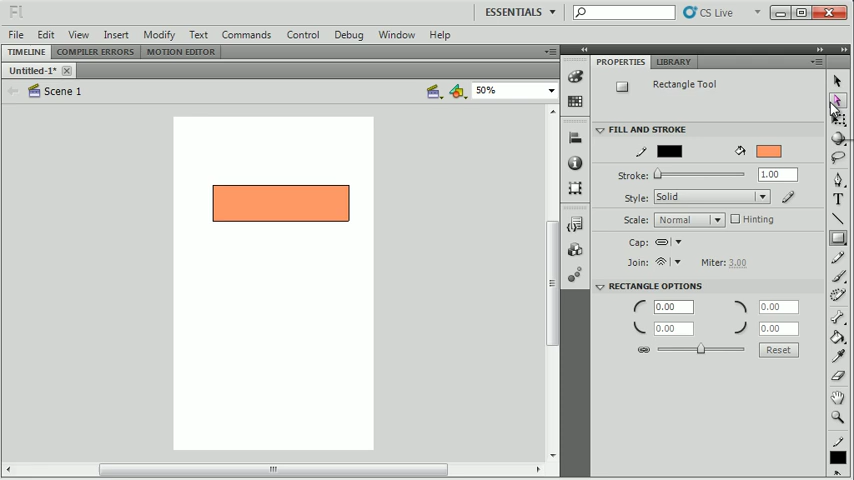 Fl
ESSENTIALS
CS Live
File Edit View Insert Modify Text Commands Control Debug Window Help
TIMELINE COMPILER ERRORS MOTION EDITOR
PROPERTIES LIBRARY
Untitled-1*
Scene 1
50%
Rectangle Tool
FILL AND STROKE
Stroke: 1.00
Style: Solid
Scale: Normal Hinting
Cap:
Join: Miter: 3.00
RECTANGLE OPTIONS
0.00 0.00
0.00 0.00
Reset
T